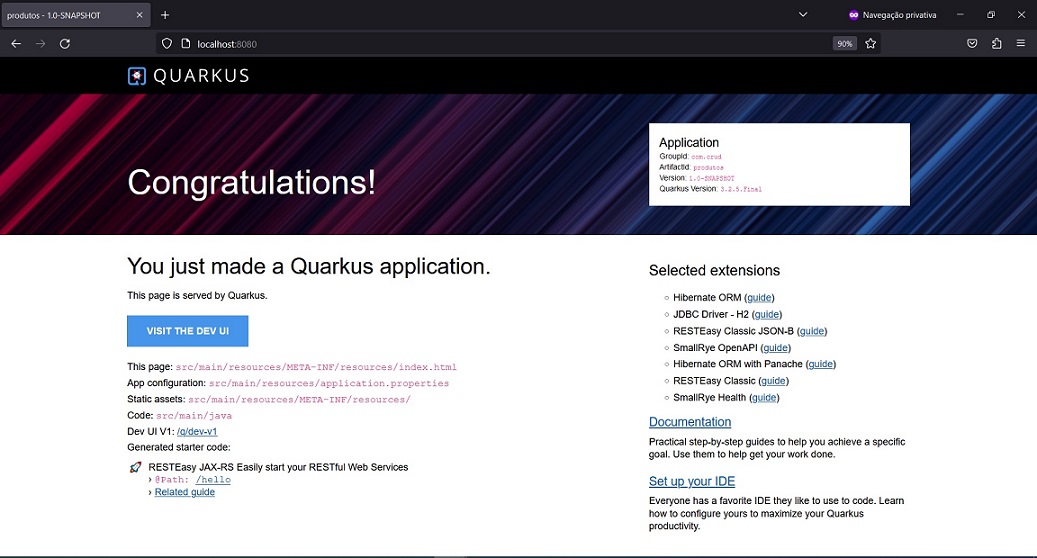 produtos - 1.0-SNAPSHOT
Navegação privativa
localhost:8080
90%
QUARKUS
Congratulations!
Application
GroupId: com.crud
ArtifactId: produtos
Version: 1.0-SNAPSHOT
Quarkus Version: 3.2.5.Final
You just made a Quarkus application.
This page is served by Quarkus.
VISIT THE DEV UI
This page: src/main/resources/META-INF/resources/index.html
App configuration: src/main/resources/application.properties
Static assets: src/main/resources/META-INF/resources/
Code: src/main/java
Dev UI V1: /q/dev-v1
Generated starter code:
RESTEasy JAX-RS Easily start your RESTful Web Services
› @Path: /hello
› Related guide
Selected extensions
Hibernate ORM (guide)
JDBC Driver - H2 (guide)
RESTEasy Classic JSON-B (guide)
SmallRye OpenAPI (guide)
Hibernate ORM with Panache (guide)
RESTEasy Classic (guide)
SmallRye Health (guide)
Documentation
Practical step-by-step guides to help you achieve a specific
goal. Use them to help get your work done.
Set up your IDE
Everyone has a favorite IDE they like to use to code. Learn
how to configure yours to maximize your Quarkus
productivity.